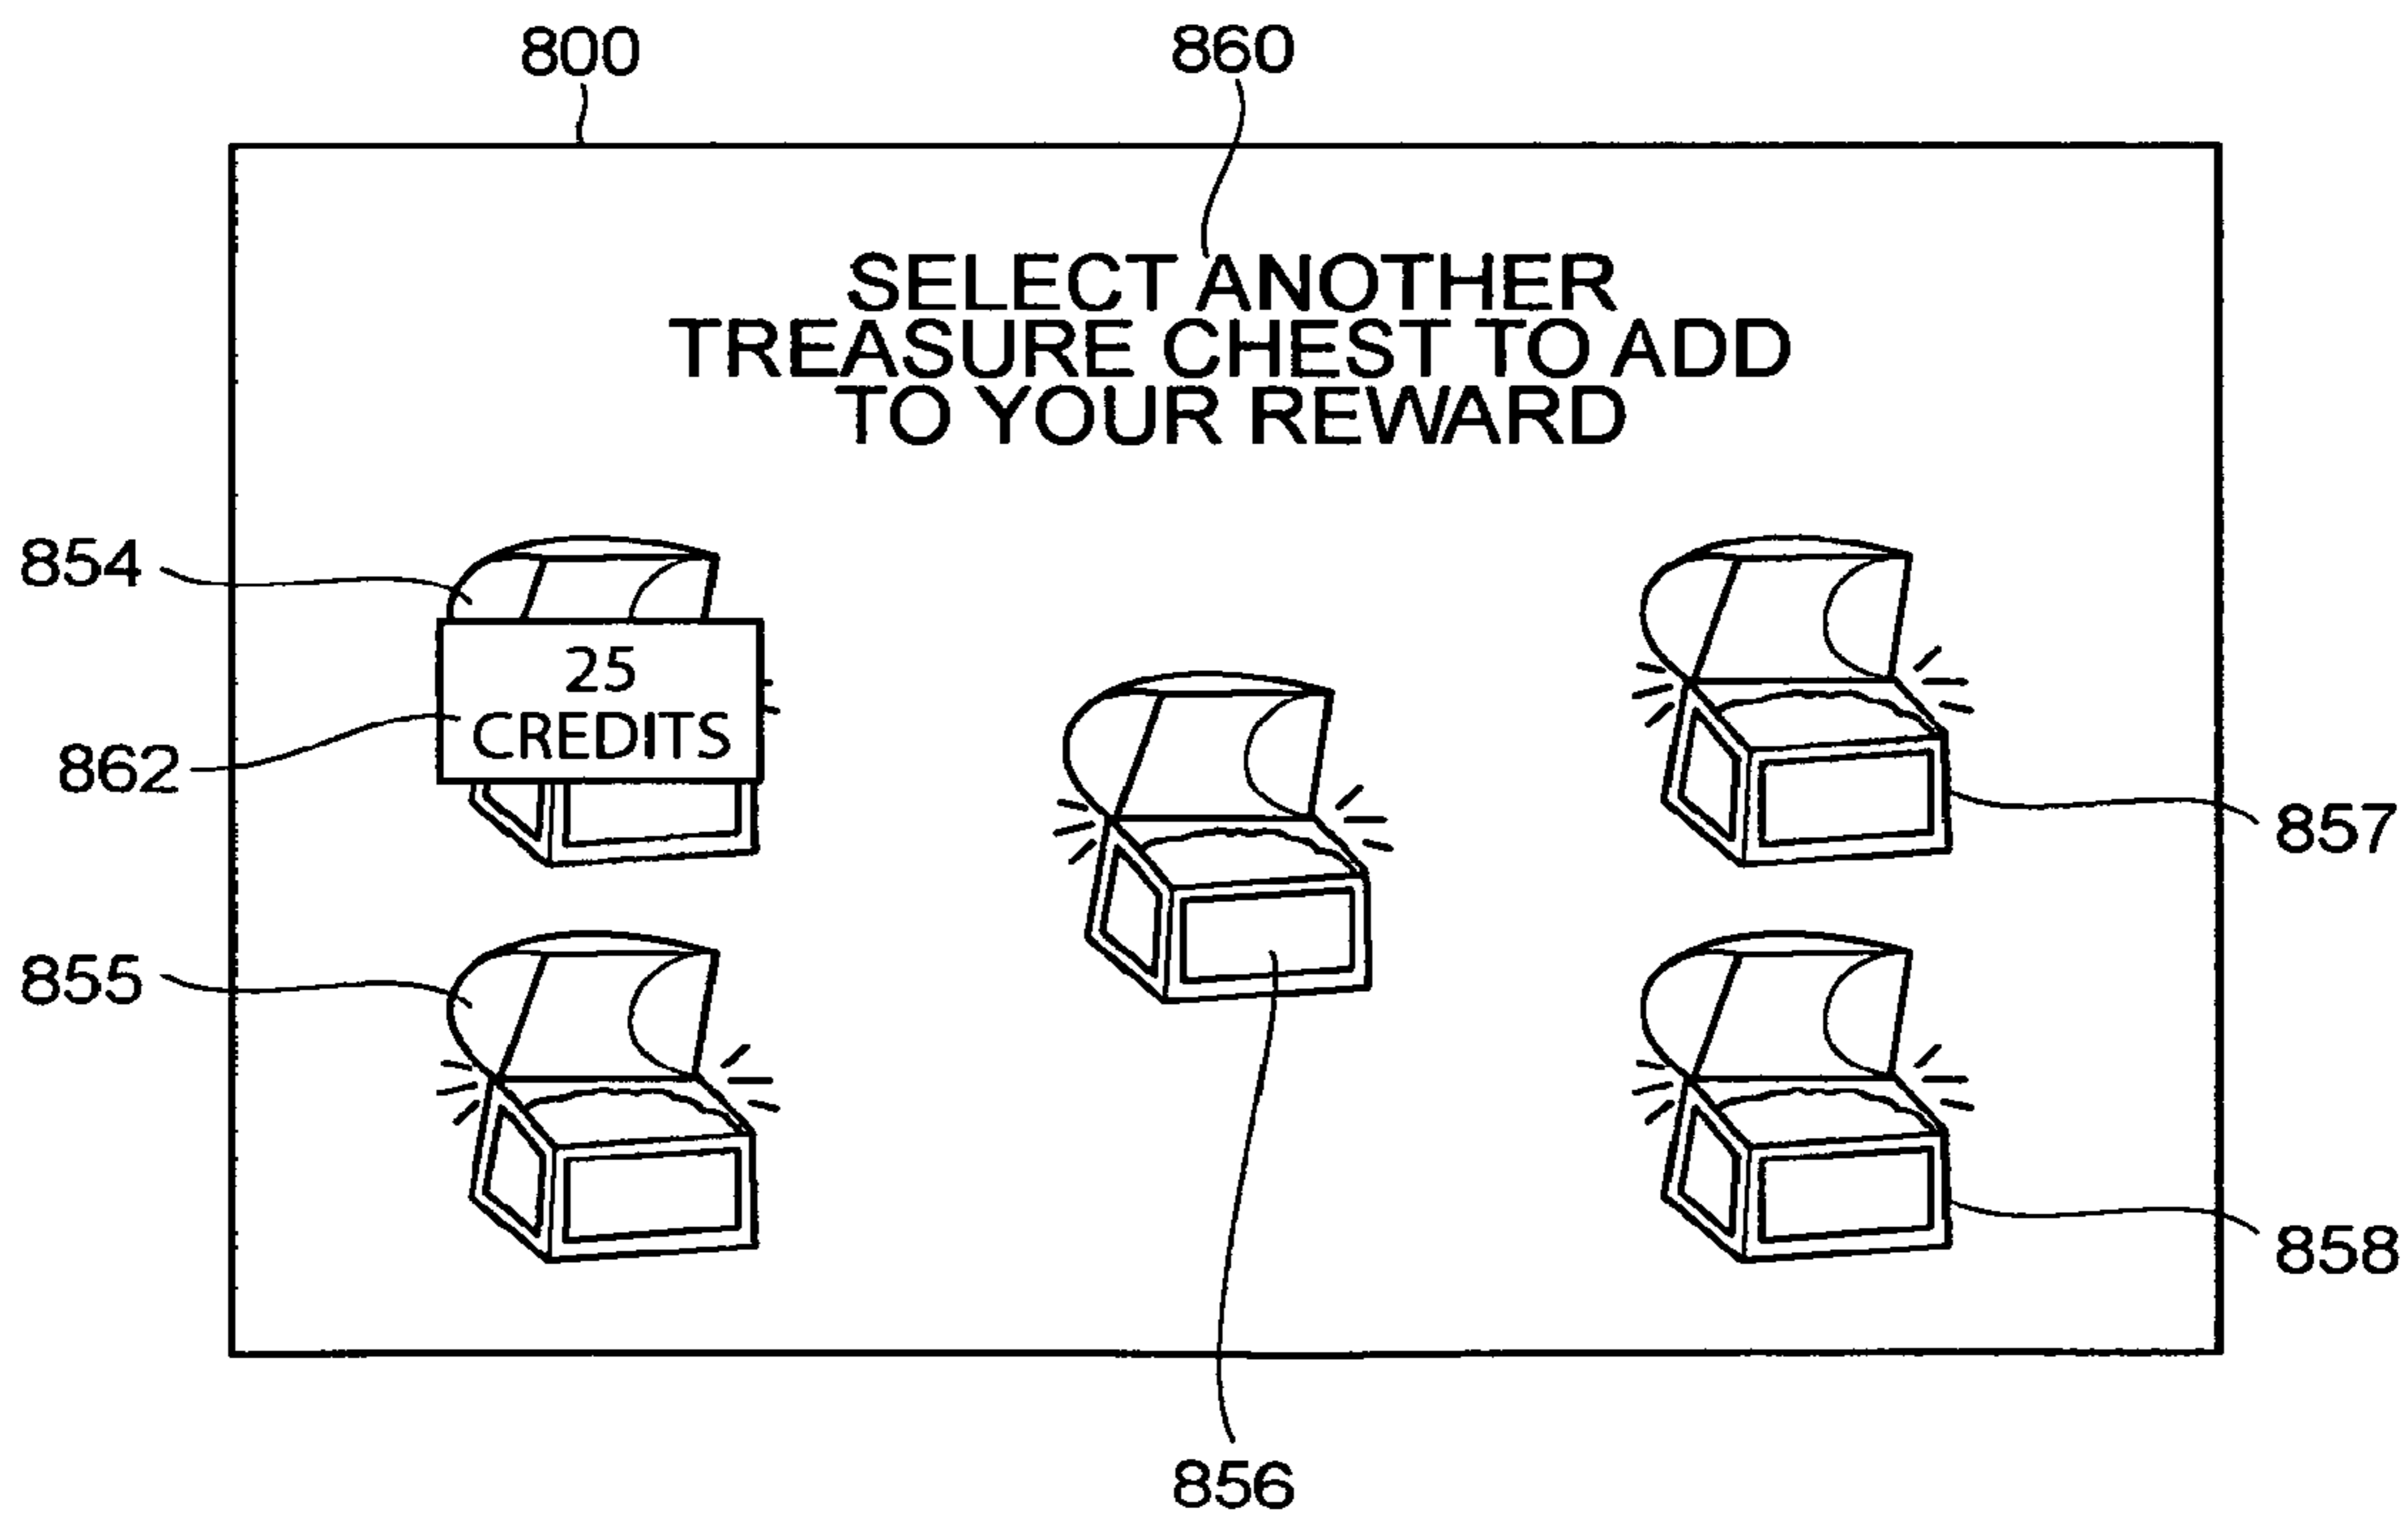 800
860
SELECT ANOTHER
TREASURE CHEST TO ADD
TO YOUR REWARD
854
25
CREDITS
862
857
855
858
856